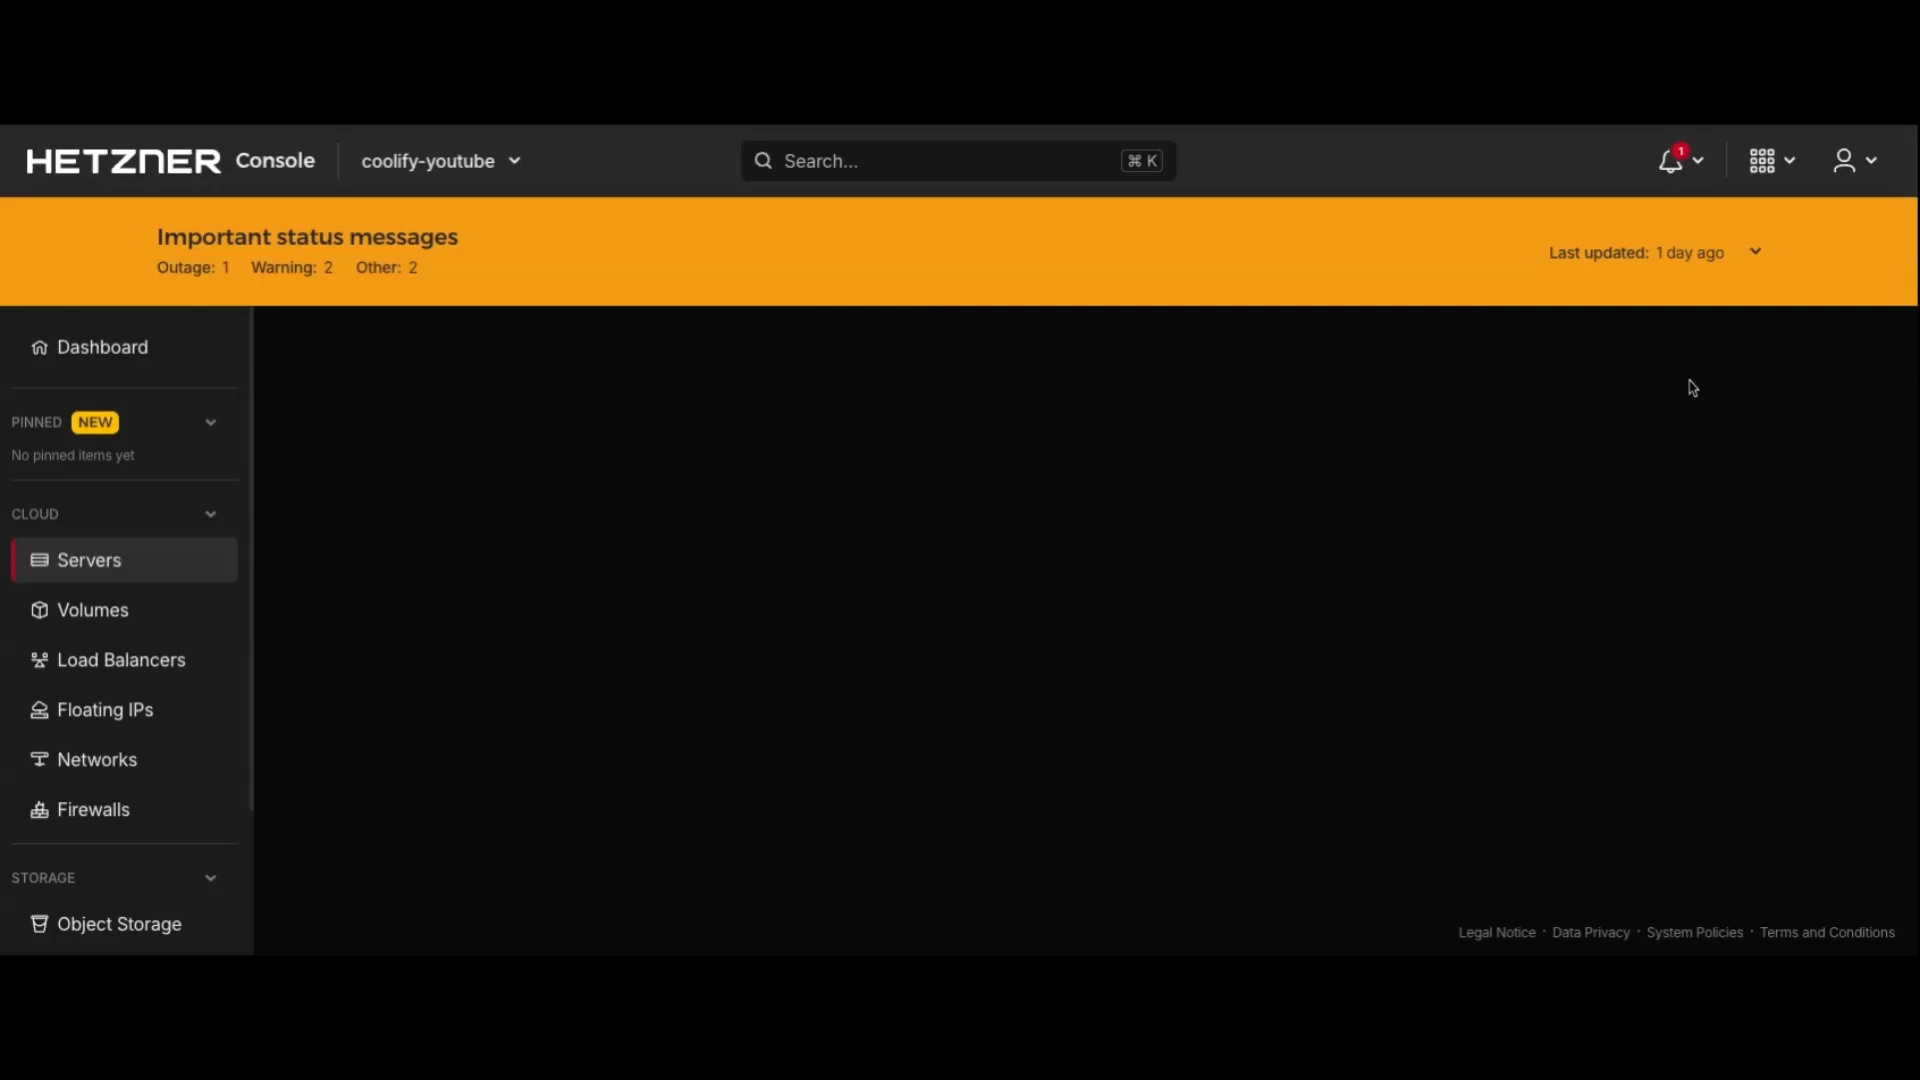 HETZNER Console
coolify-youtube
Search...
⌘ K
1
Important status messages
Outage: 1 Warning: 2 Other: 2
Last updated: 1 day ago
Dashboard
PINNED NEW
No pinned items yet
CLOUD
Servers
Volumes
Load Balancers
Floating IPs
Networks
Firewalls
STORAGE
Object Storage
Legal Notice · Data Privacy · System Policies · Terms and Conditions